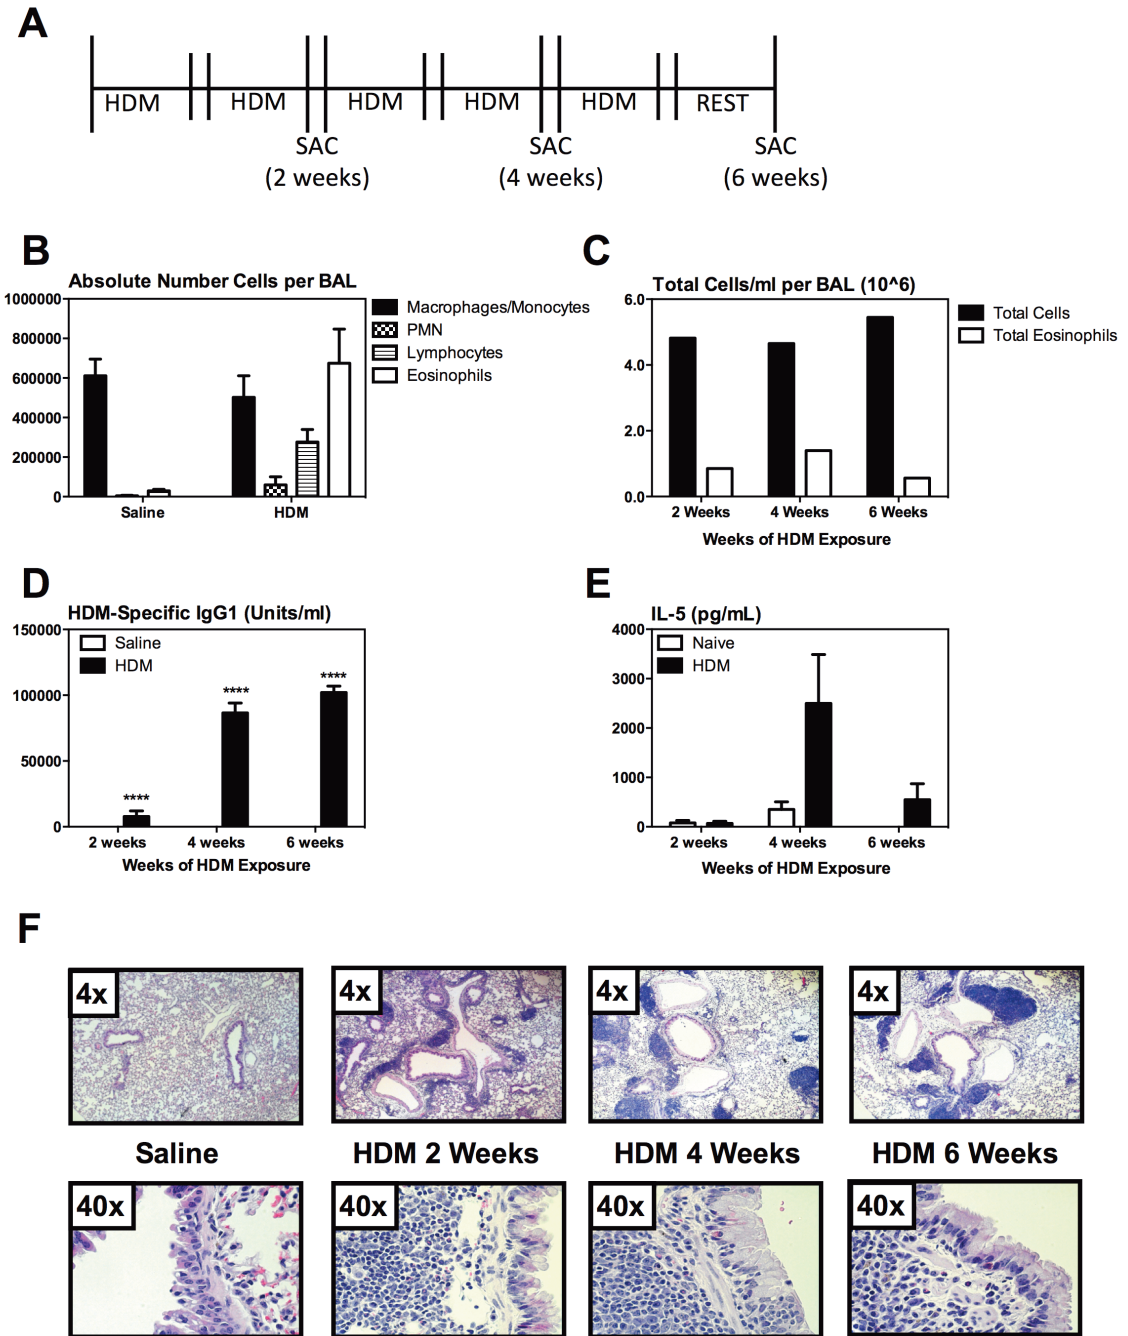 A
HDM HDM HDM HDM HDM REST
SAC SAC SAC
(2 weeks) (4 weeks) (6 weeks)
B
Absolute Number Cells per BAL
1000000
800000
600000
400000
200000
0
Saline HDM
Macrophages/Monocytes
PMN
Lymphocytes
Eosinophils
C
Total Cells/ml per BAL (10^6)
6.0
4.0
2.0
0.0
2 Weeks 4 Weeks 6 Weeks
Weeks of HDM Exposure
Total Cells
Total Eosinophils
D
HDM-Specific IgG1 (Units/ml)
150000
100000
50000
0
Saline
HDM
**** **** ****
2 weeks 4 weeks 6 weeks
Weeks of HDM Exposure
E
IL-5 (pg/mL)
4000
3000
2000
1000
0
Naive
HDM
2 weeks 4 weeks 6 weeks
Weeks of HDM Exposure
F
4x 4x 4x 4x
Saline HDM 2 Weeks HDM 4 Weeks HDM 6 Weeks
40x 40x 40x 40x